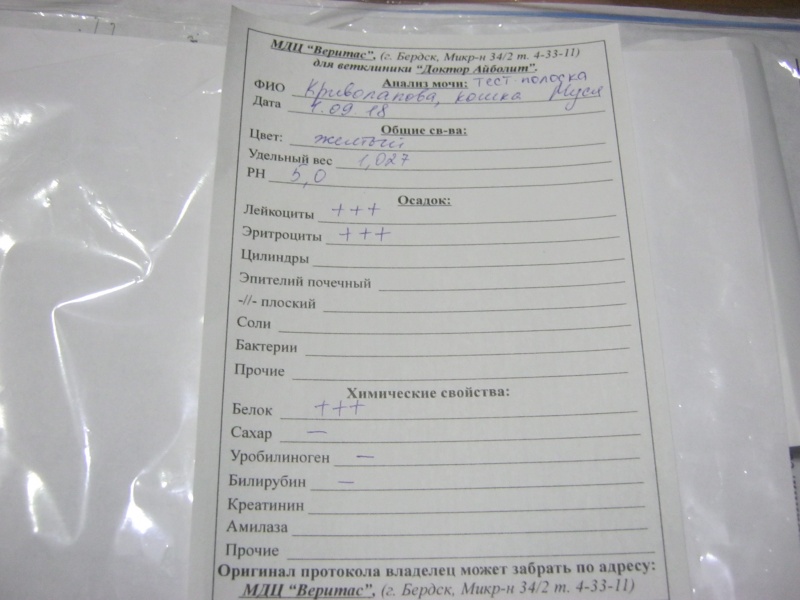 МДЦ "Веритас", (г. Бердск, Микр-н 34/2 т. 4-33-11)
для ветклиники "Доктор Айболит".
Анализ мочи: тест-полоска
ФИО Криволапова, кошка Муся
Дата 4.09.18
Общие св-ва:
Цвет: желтый
Удельный вес 1,027
РН 5,0
Осадок:
Лейкоциты +++
Эритроциты +++
Цилиндры
Эпителий почечный
-//- плоский
Соли
Бактерии
Прочие
Химические свойства:
Белок +++
Сахар —
Уробилиноген —
Билирубин —
Креатинин
Амилаза
Прочие
Оригинал протокола владелец может забрать по адресу:
МДЦ "Веритас", (г. Бердск, Микр-н 34/2 т. 4-33-11)